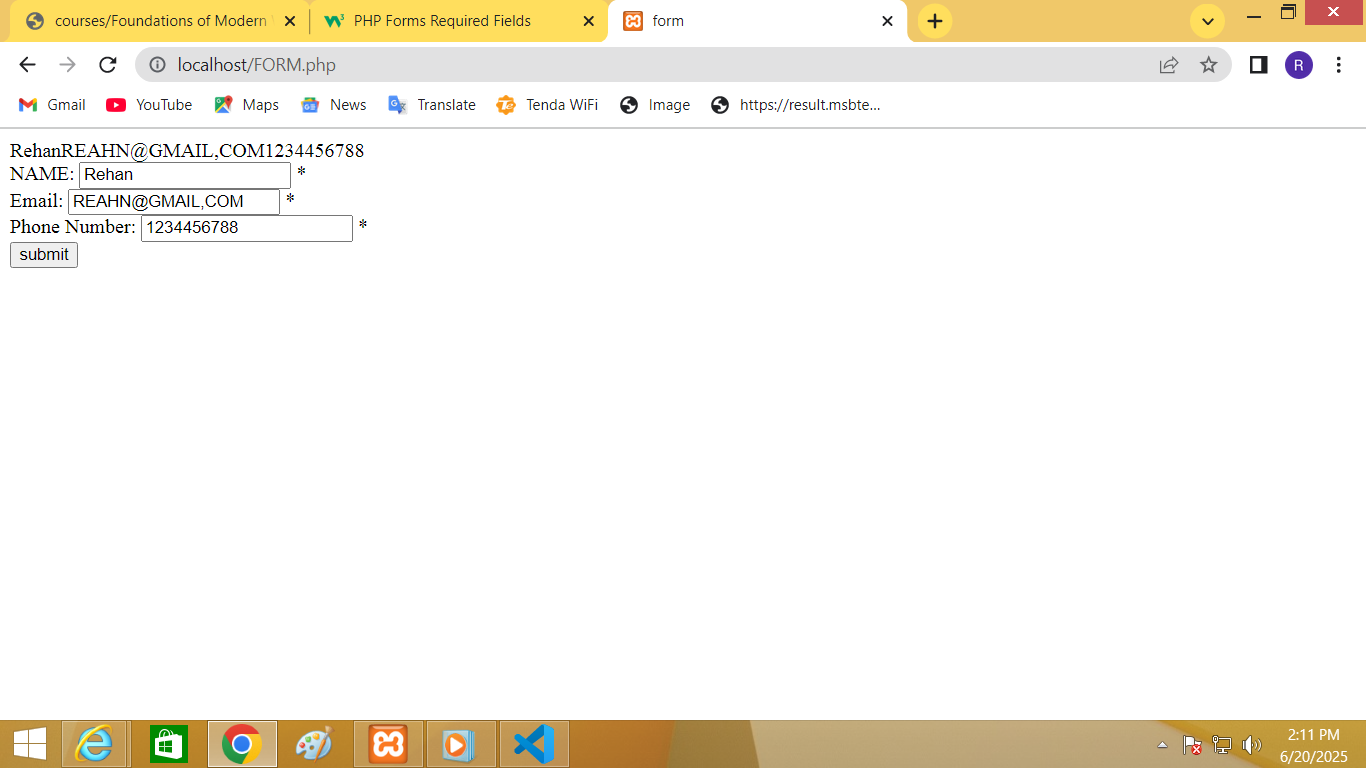 courses/Foundations of Modern
PHP Forms Required Fields
form
localhost/FORM.php
R
Gmail
YouTube
Maps
News
Translate
Tenda WiFi
Image
https://result.msbte...
RehanREAHN@GMAIL,COM1234456788
NAME: Rehan *
Email: REAHN@GMAIL,COM *
Phone Number: 1234456788 *
submit
2:11 PM
6/20/2025